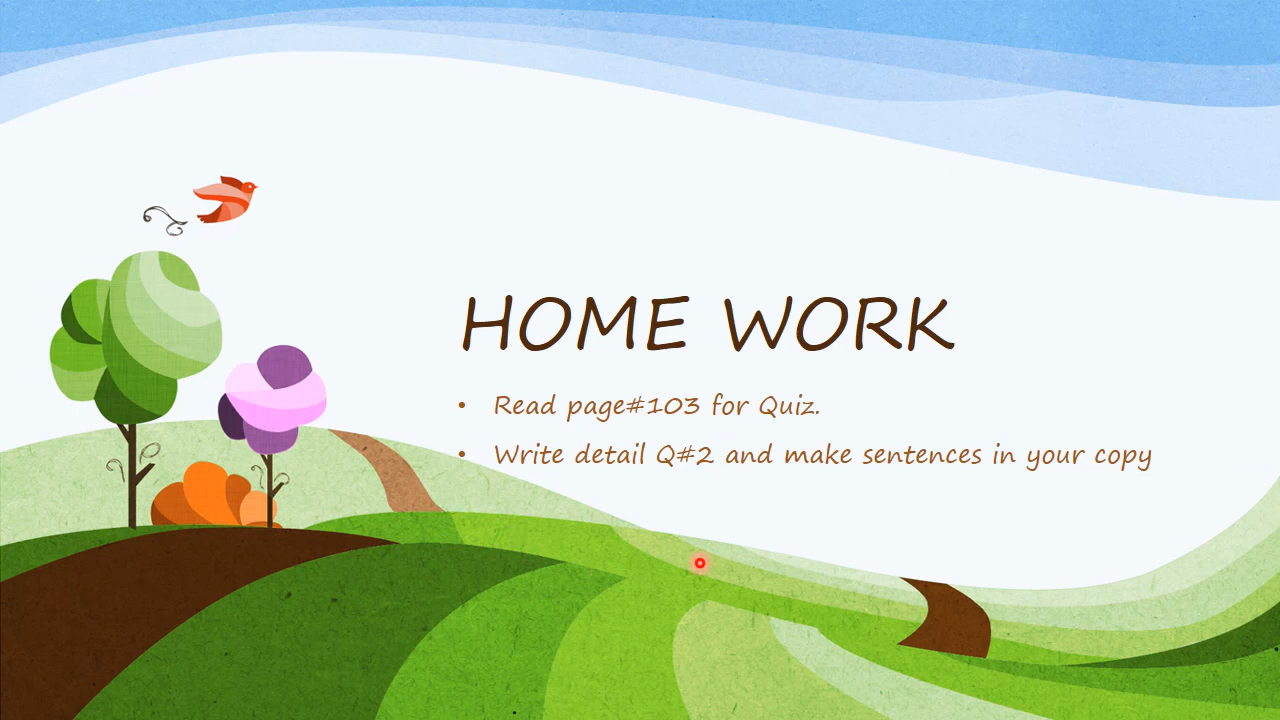 HOME WORK
• Read page#103 for Quiz.
• Write detail Q#2 and make sentences in your copy